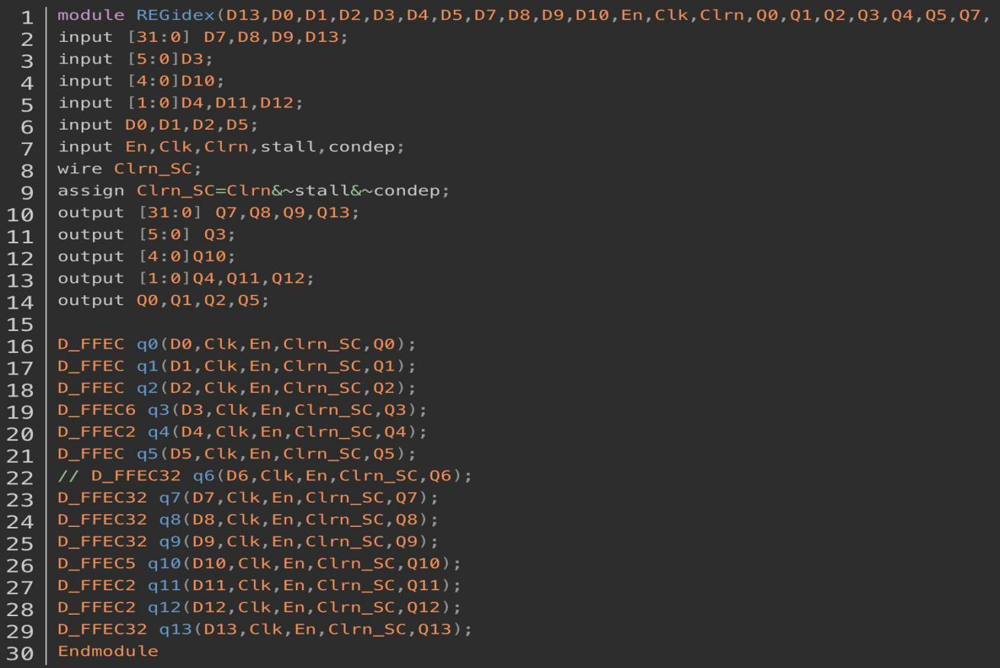 1 module REGidex(D13,D0,D1,D2,D3,D4,D5,D7,D8,D9,D10,En,Clk,Clrn,Q0,Q1,Q2,Q3,Q4,Q5,Q7,
2 input [31:0] D7,D8,D9,D13;
3 input [5:0]D3;
4 input [4:0]D10;
5 input [1:0]D4,D11,D12;
6 input D0,D1,D2,D5;
7 input En,Clk,Clrn,stall,condep;
8 wire Clrn_SC;
9 assign Clrn_SC=Clrn&~stall&~condep;
10 output [31:0] Q7,Q8,Q9,Q13;
11 output [5:0] Q3;
12 output [4:0]Q10;
13 output [1:0]Q4,Q11,Q12;
14 output Q0,Q1,Q2,Q5;
15
16 D_FFEC q0(D0,Clk,En,Clrn_SC,Q0);
17 D_FFEC q1(D1,Clk,En,Clrn_SC,Q1);
18 D_FFEC q2(D2,Clk,En,Clrn_SC,Q2);
19 D_FFEC6 q3(D3,Clk,En,Clrn_SC,Q3);
20 D_FFEC2 q4(D4,Clk,En,Clrn_SC,Q4);
21 D_FFEC q5(D5,Clk,En,Clrn_SC,Q5);
22 // D_FFEC32 q6(D6,Clk,En,Clrn_SC,Q6);
23 D_FFEC32 q7(D7,Clk,En,Clrn_SC,Q7);
24 D_FFEC32 q8(D8,Clk,En,Clrn_SC,Q8);
25 D_FFEC32 q9(D9,Clk,En,Clrn_SC,Q9);
26 D_FFEC5 q10(D10,Clk,En,Clrn_SC,Q10);
27 D_FFEC2 q11(D11,Clk,En,Clrn_SC,Q11);
28 D_FFEC2 q12(D12,Clk,En,Clrn_SC,Q12);
29 D_FFEC32 q13(D13,Clk,En,Clrn_SC,Q13);
30 Endmodule